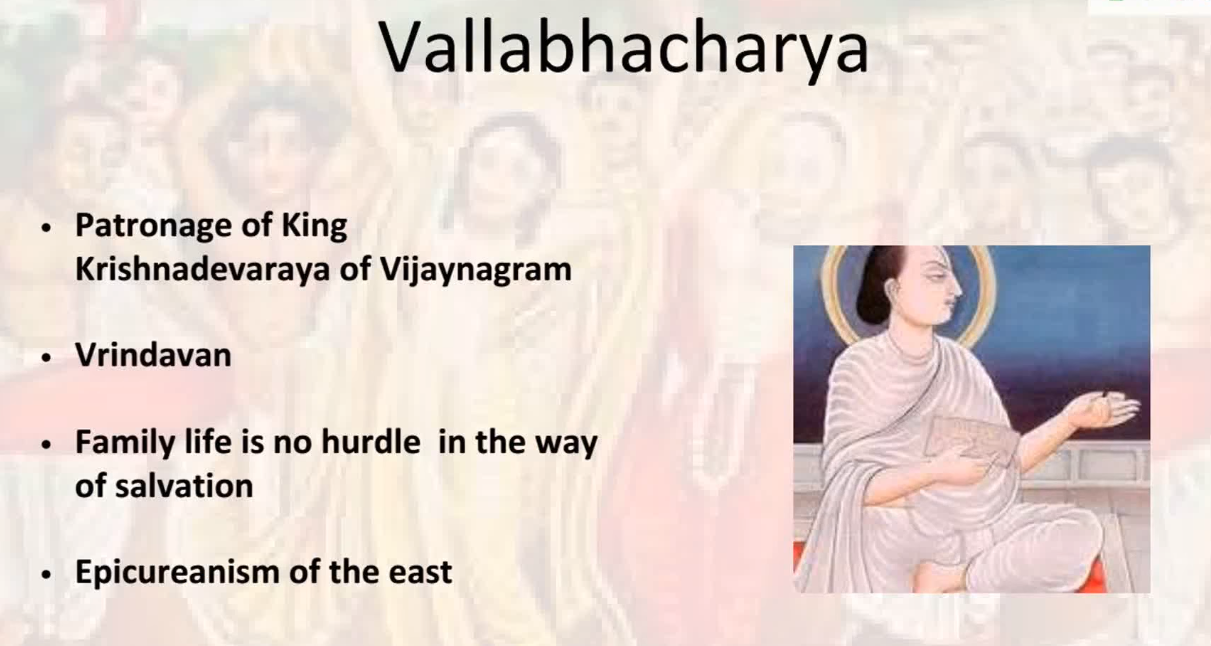 Vallabhacharya
• Patronage of King
Krishnadevaraya of Vijaynagram
• Vrindavan
• Family life is no hurdle  in the way
of salvation
• Epicureanism of the east